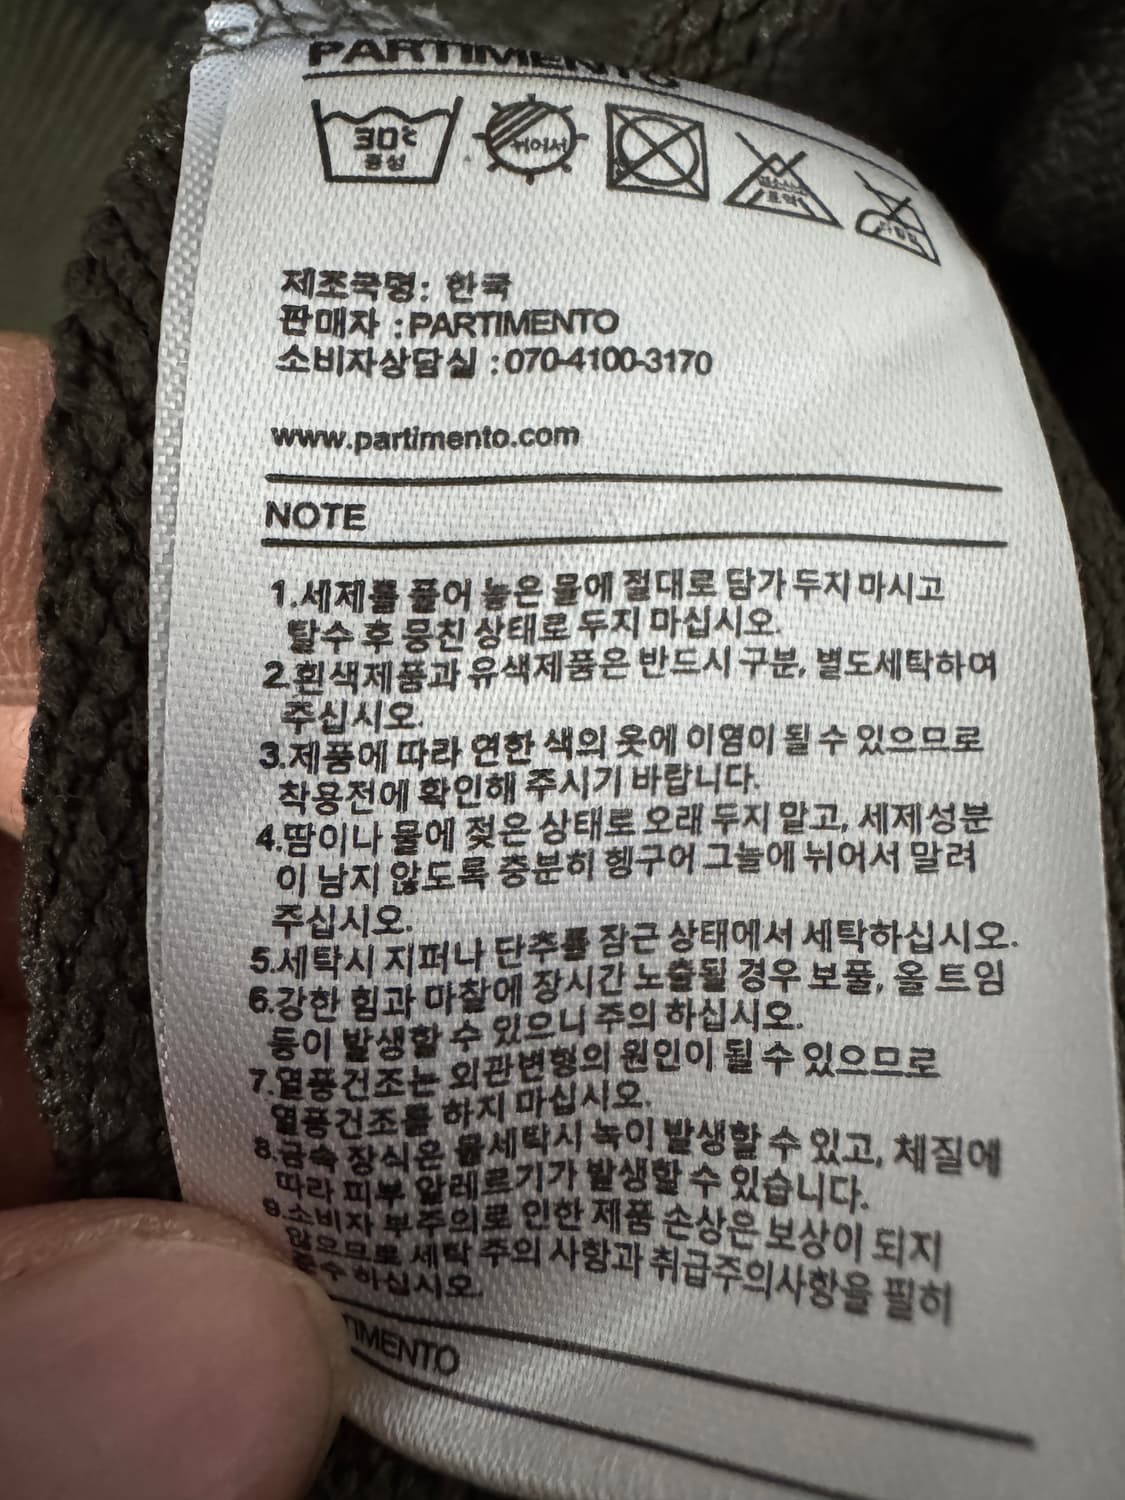 PARTIMENTO
30℃
중성
뉘어서
염소표백
제조국명: 한국
판매자 :PARTIMENTO
소비자상담실 :070-4100-3170
www.partimento.com
NOTE
1.세제를 풀어 놓은 물에 절대로 담가 두지 마시고
탈수 후 뭉친 상태로 두지 마십시오.
2.흰색제품과 유색제품은 반드시 구분, 별도세탁하여
주십시오.
3.제품에 따라 연한 색의 옷에 이염이 될 수 있으므로
착용전에 확인해 주시기 바랍니다.
4.땀이나 물에 젖은 상태로 오래 두지 말고, 세제성분
이 남지 않도록 충분히 헹구어 그늘에 뉘어서 말려
주십시오.
5.세탁시 지퍼나 단추를 잠근 상태에서 세탁하십시오.
6.강한 힘과 마찰에 장시간 노출될 경우 보풀, 올 트임
등이 발생할 수 있으니 주의 하십시오.
7.열풍건조는 외관변형의 원인이 될 수 있으므로
열풍건조를 하지 마십시오.
8.금속 장식은 물세탁시 녹이 발생할 수 있고, 체질에
따라 피부 알레르기가 발생할 수 있습니다.
9.소비자 부주의로 인한 제품 손상은 보상이 되지
않으므로 세탁 주의 사항과 취급주의사항을 필히
준수 하십시오.
TIMENTO